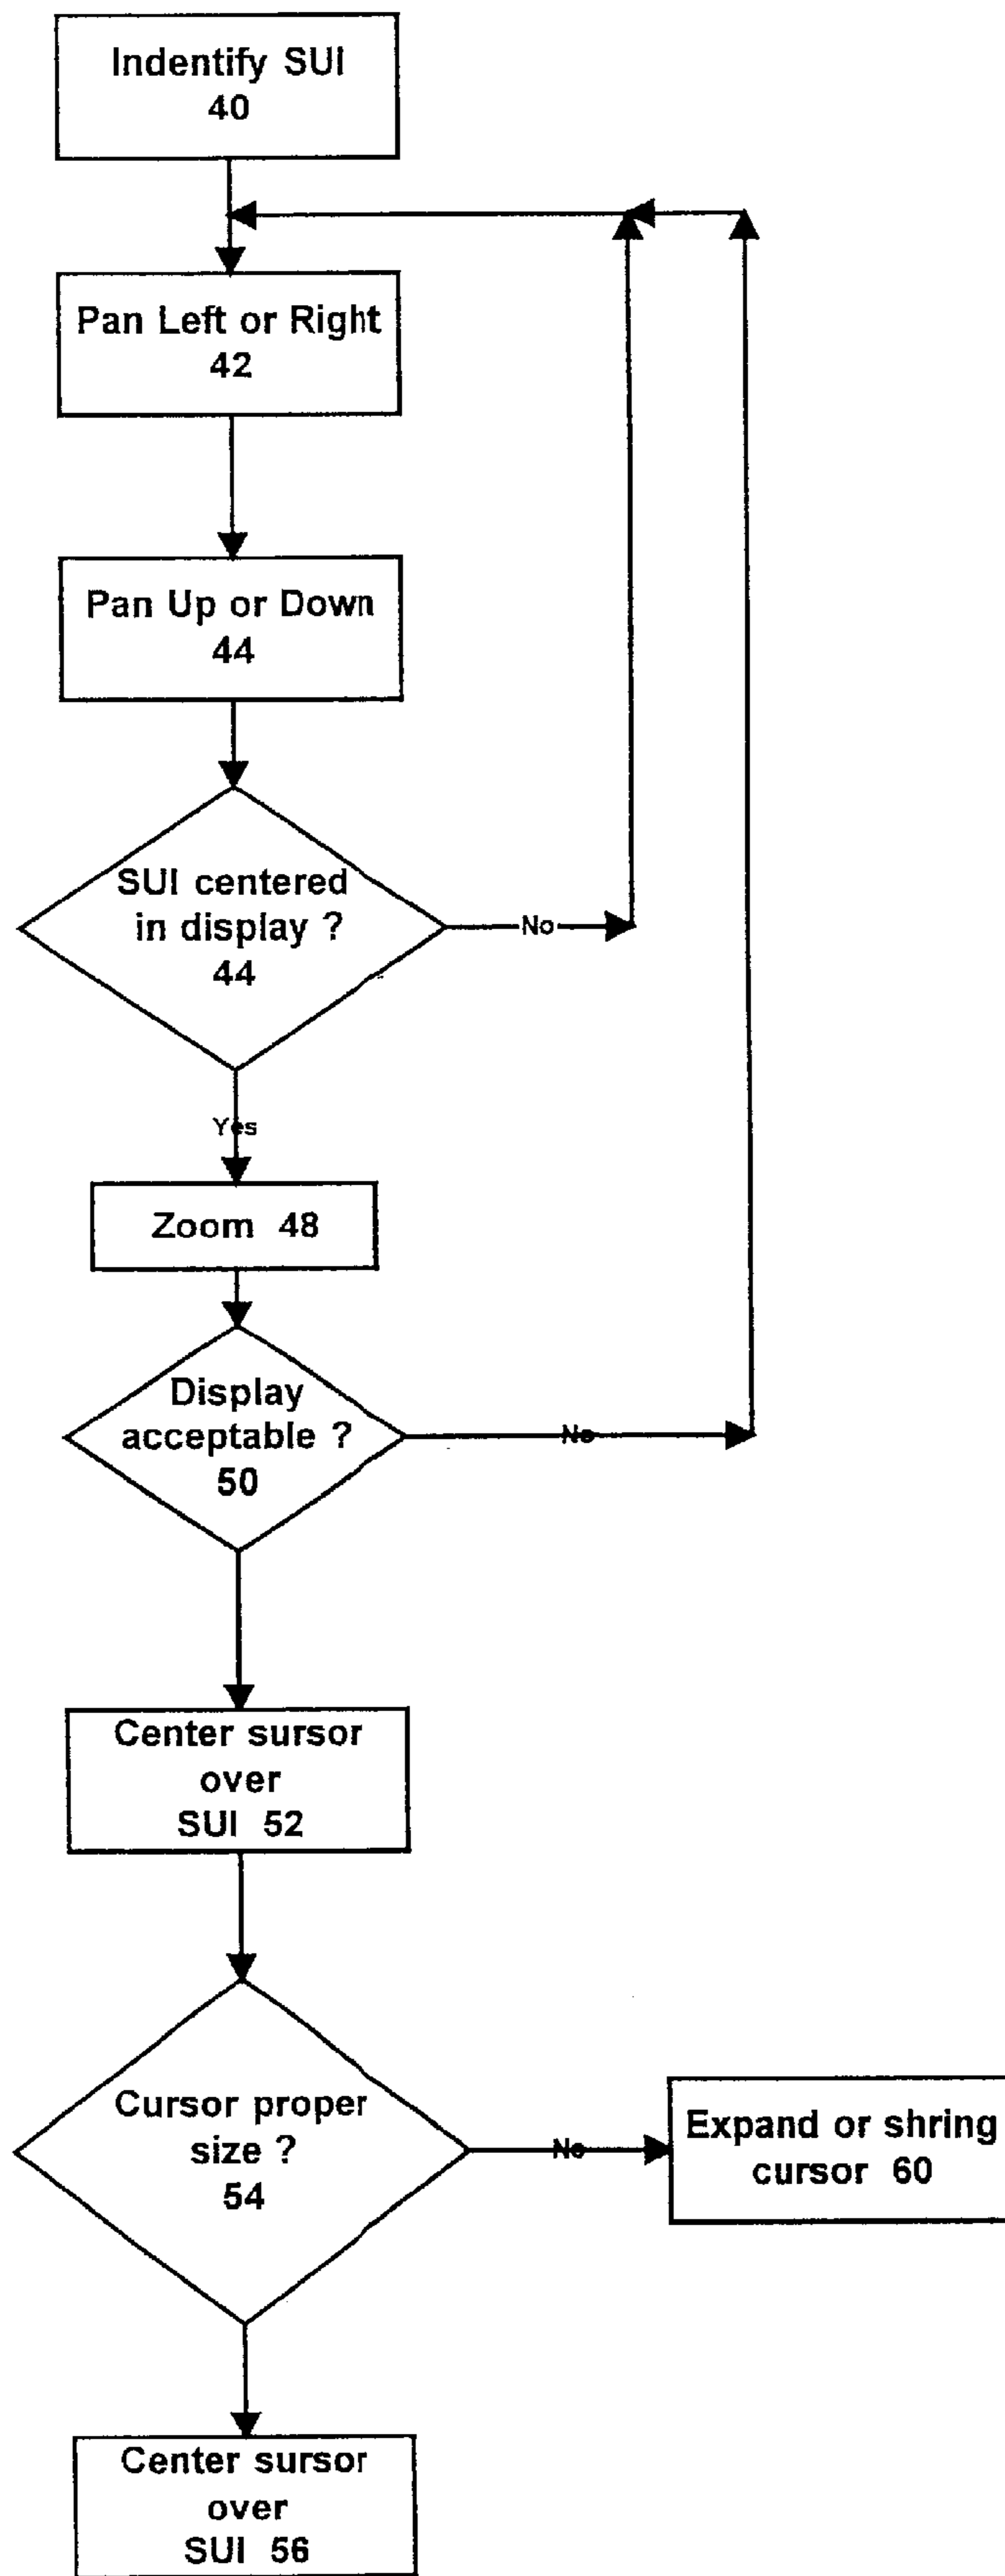 Indentify SUI
40
Pan Left or Right
42
Pan Up or Down
44
SUI centered
in display ?
44
No
Yes
Zoom 48
Display
acceptable ?
50
No
Center sursor
over
SUI 52
Cursor proper
size ?
54
No
Expand or shring
cursor 60
Center sursor
over
SUI 56